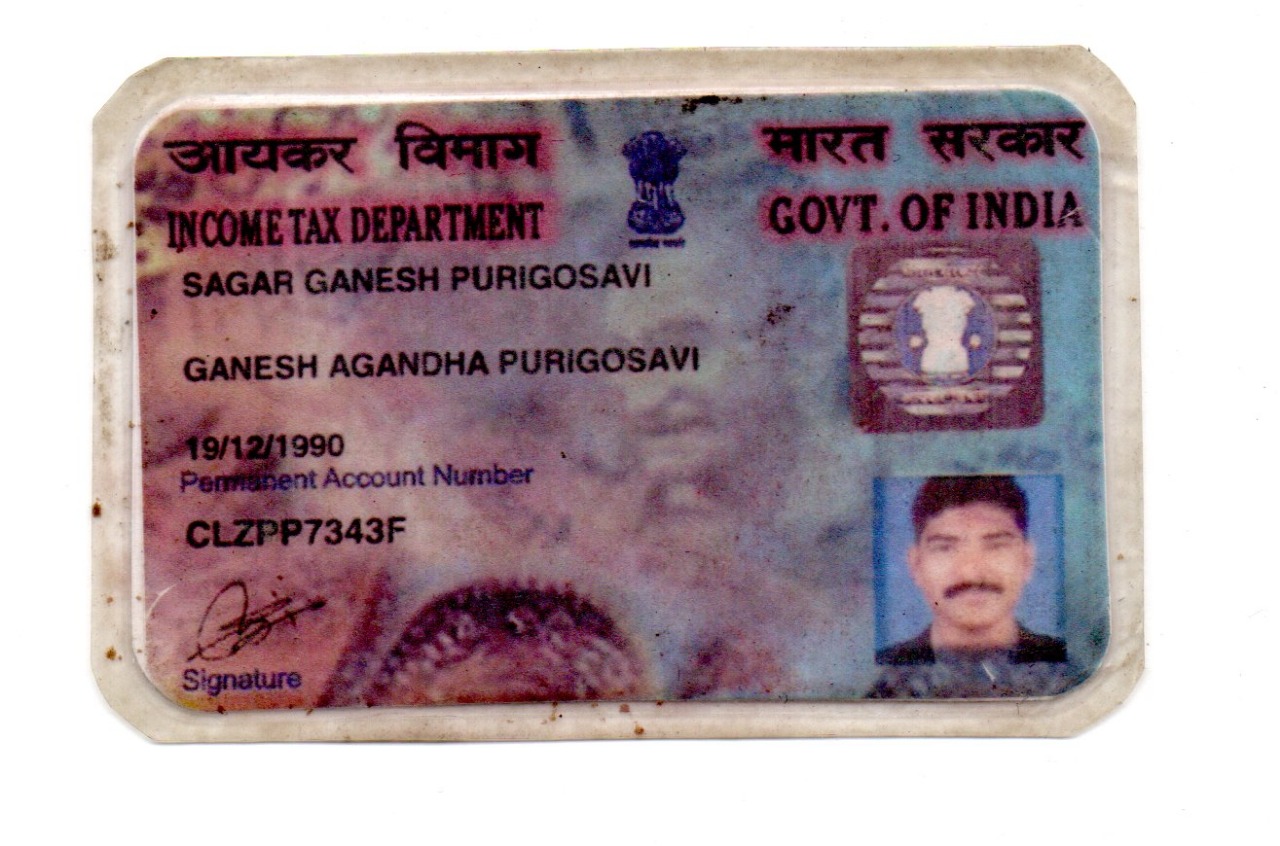 आयकर विभाग
भारत सरकार
INCOME TAX DEPARTMENT
GOVT. OF INDIA
SAGAR GANESH PURIGOSAVI
GANESH AGANDHA PURIGOSAVI
19/12/1990
Permanent Account Number
CLZPP7343F
Signature